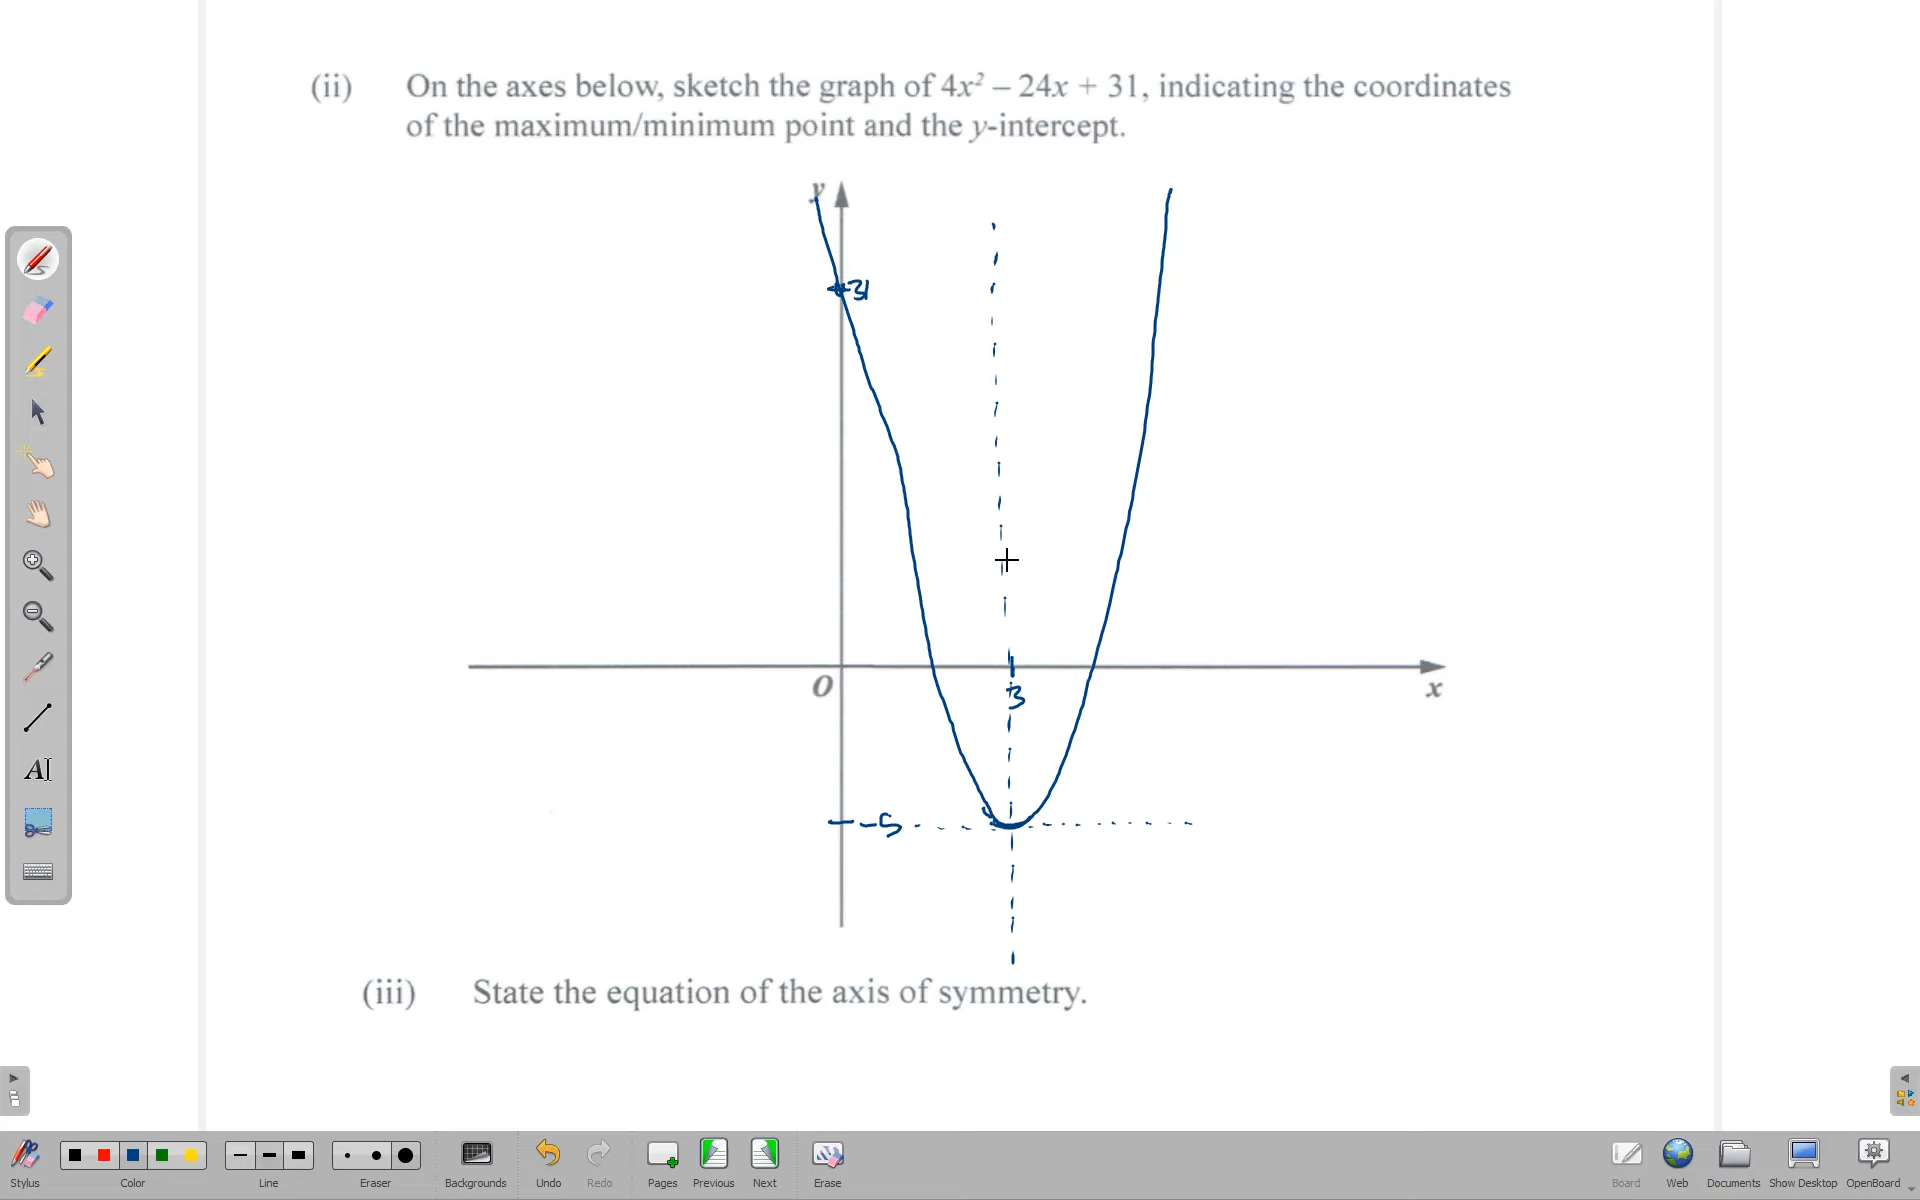 (ii) On the axes below, sketch the graph of 4x² – 24x + 31, indicating the coordinates
of the maximum/minimum point and the y-intercept.
y
31
O
3
x
-5
(iii) State the equation of the axis of symmetry.
A
Stylus
Color
Line
Eraser
Backgrounds
Undo
Redo
Pages
Previous
Next
Erase
Board
Web
Documents
Show Desktop
OpenBoard